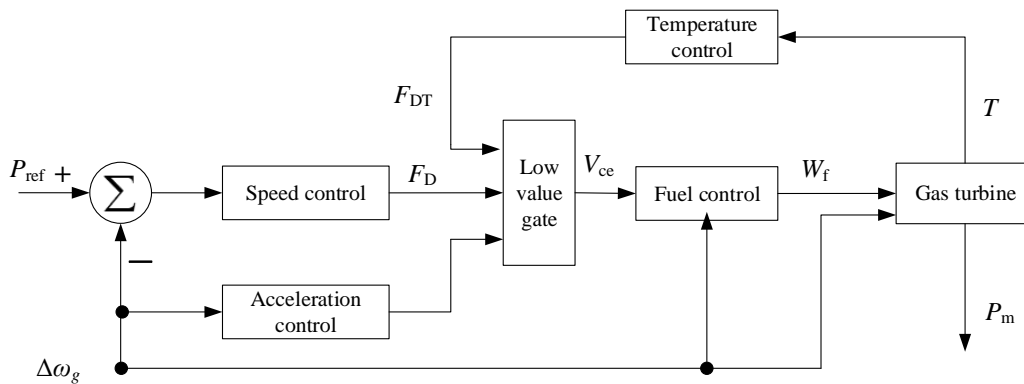 Temperature
control
F_DT
T
P_ref +
Σ
Speed control
F_D
Low
value
gate
V_ce
Fuel control
W_f
Gas turbine
−
Acceleration
control
P_m
Δω_g